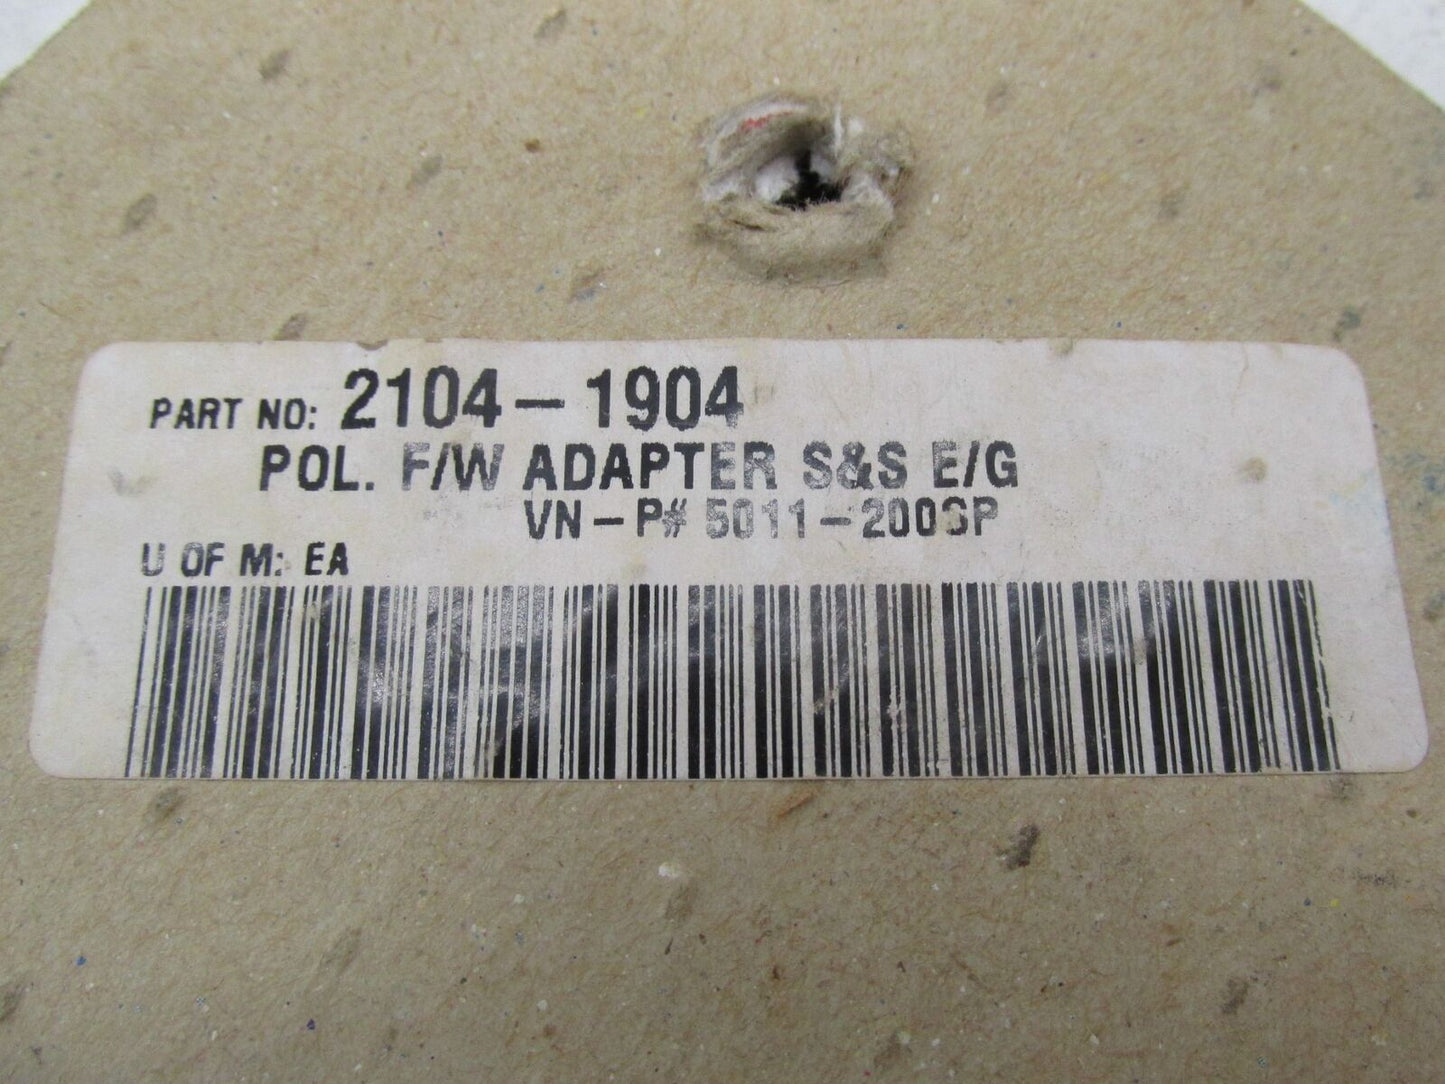 PART NO: 2104-1904
POL. F/W ADAPTER S&S E/G
VN-P# 5011-200SP
U OF M: EA